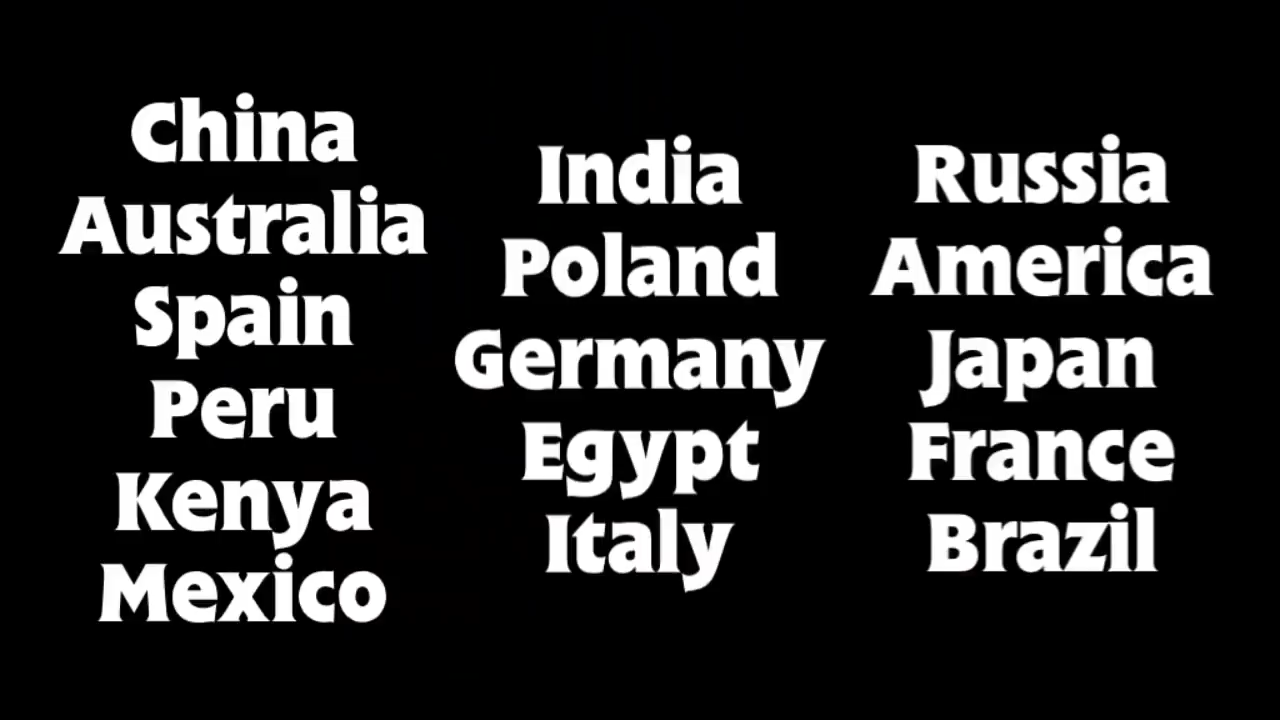 China
Australia
Spain
Peru
Kenya
Mexico
India
Poland
Germany
Egypt
Italy
Russia
America
Japan
France
Brazil